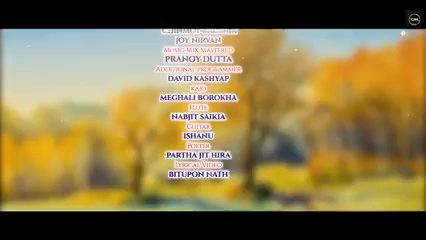 JOY NIRVAN
MUSIC-MIX-MASTERED
PRANOY DUTTA
ADDITIONAL PROGRAMMER
DAVID KASHYAP
KAJO
MEGHALI BOROKHA
FLUTE
NABJIT SAIKIA
GUITAR
ISHANU
POSTER
PARTHA JIT HIRA
LYRICAL VIDEO
BITUPON NATH